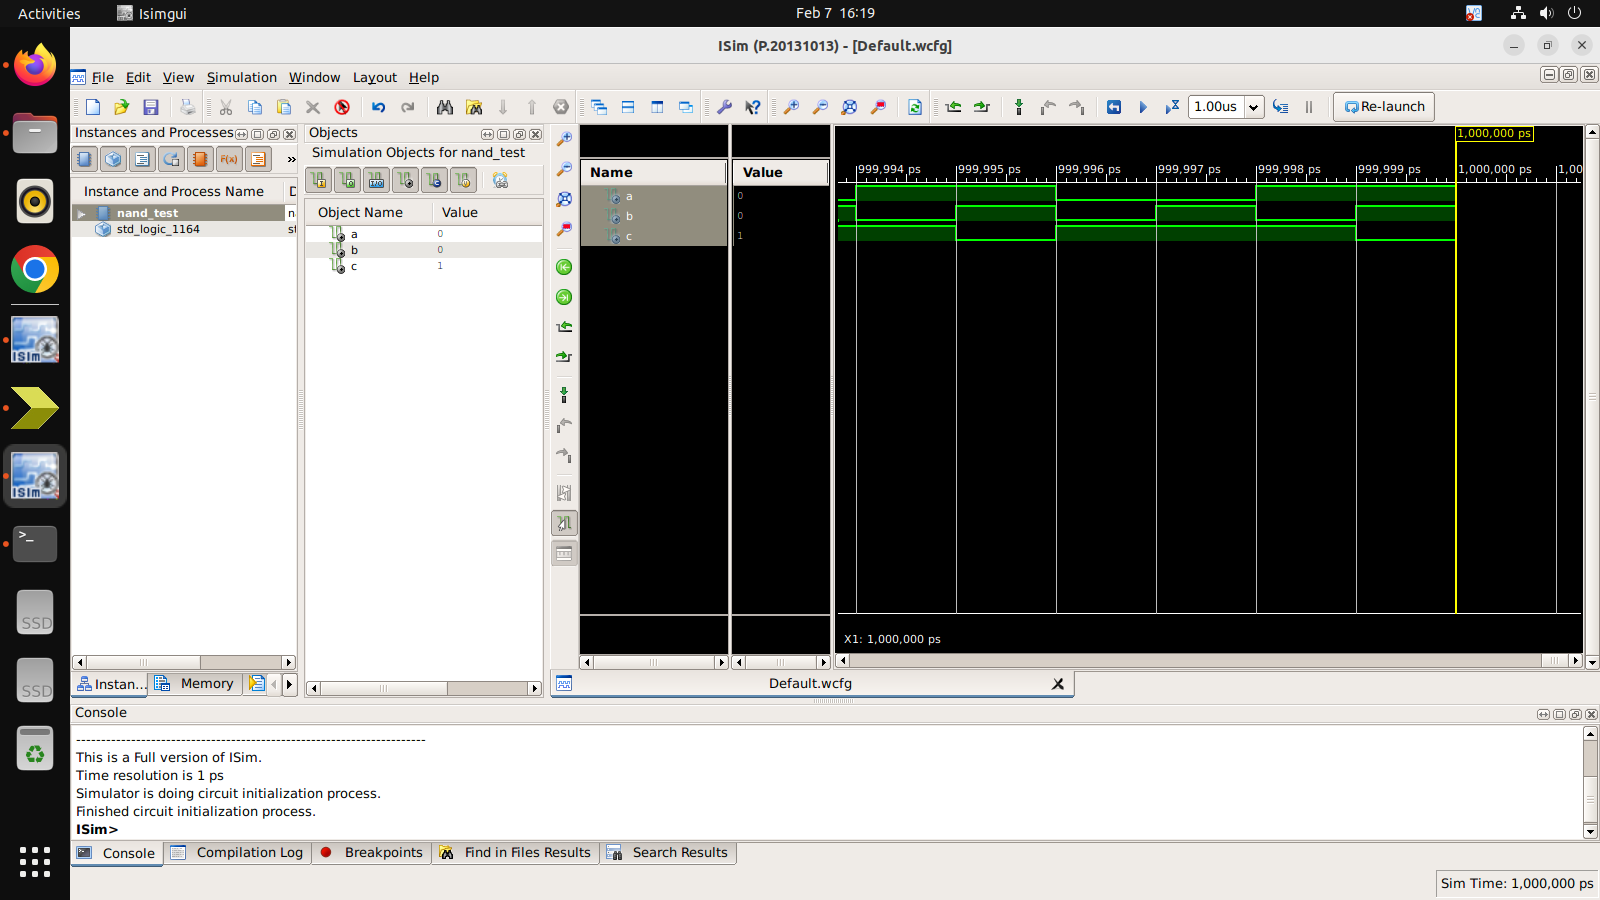 Activities
Isimgui
Feb 7 16:19
ISim (P.20131013) - [Default.wcfg]
File Edit View Simulation Window Layout Help
1.00us
Re-launch
Instances and Processes
Objects
Simulation Objects for nand_test
F(x)
»
Instance and Process Name
D
nand_test
n
std_logic_1164
st
Object Name Value
a 0
b 0
c 1
Name Value
a 0
b 0
c 1
1,000,000 ps
999,994 ps 999,995 ps 999,996 ps 999,997 ps 999,998 ps 999,999 ps 1,000,000 ps 1,00
X1: 1,000,000 ps
Instan... Memory
Default.wcfg
Console
----------------------------------------------------------------------
This is a Full version of ISim.
Time resolution is 1 ps
Simulator is doing circuit initialization process.
Finished circuit initialization process.
ISim>
Console Compilation Log Breakpoints Find in Files Results Search Results
Sim Time: 1,000,000 ps
ISim
ISim
>_
SSD
SSD